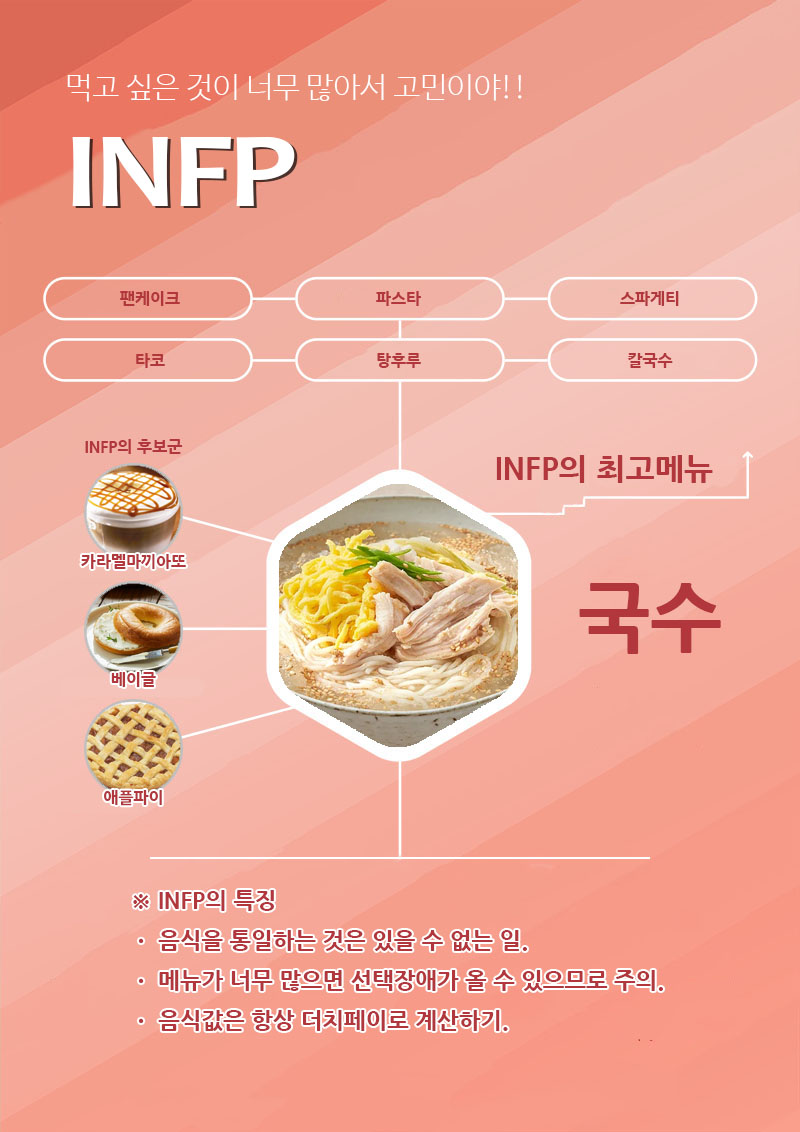 먹고 싶은 것이 너무 많아서 고민이야!!
INFP
팬케이크
파스타
스파게티
타코
탕후루
칼국수
INFP의 후보군
카라멜마끼아또
베이글
애플파이
INFP의 최고메뉴
국수
※ INFP의 특징
· 음식을 통일하는 것은 있을 수 없는 일.
· 메뉴가 너무 많으면 선택장애가 올 수 있으므로 주의.
· 음식값은 항상 더치페이로 계산하기.